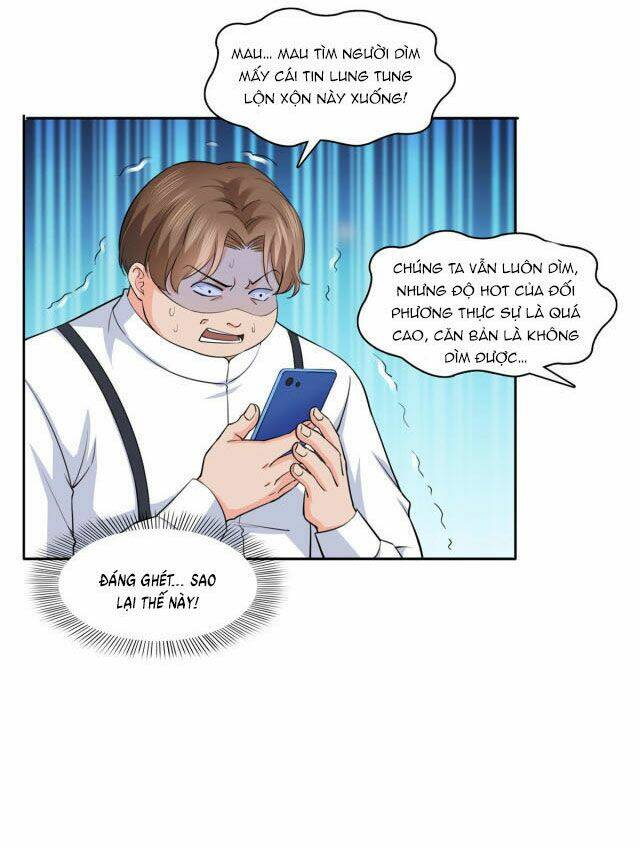 MAU... MAU TÌM NGƯỜI DÌM
MẤY CÁI TIN LUNG TUNG
LỘN XỘN NÀY XUỐNG!
CHÚNG TA VẪN LUÔN DÌM,
NHƯNG ĐỘ HOT CỦA ĐỐI
PHƯƠNG THỰC SỰ LÀ QUÁ
CAO, CĂN BẢN LÀ KHÔNG
DÌM ĐƯỢC...
ĐÁNG GHÉT... SAO
LẠI THẾ NÀY!